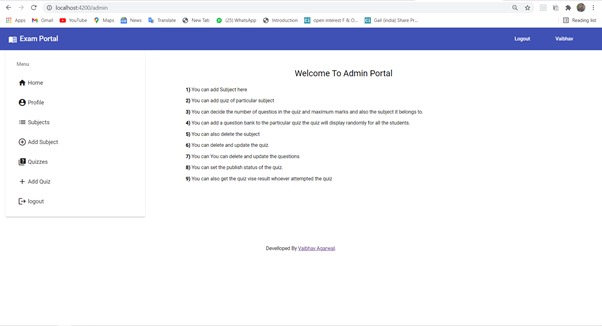 localhost:4200/admin
Apps Gmail YouTube Maps News Translate New Tab (25) WhatsApp Introduction open interest F & O... Gail (india) Share Pr... Reading list
Exam Portal Logout Vaibhav
Menu
Home
Profile
Subjects
Add Subject
Quizzes
Add Quiz
logout
Welcome To Admin Portal
1) You can add Subject here
2) You can add quiz of particular subject
3) You can decide the number of questios in the quiz and maximum marks and also the subject it belongs to.
4) You can add a question bank to the particular quiz the quiz will display randomly for all the students.
5) You can also delete the subject
6) You can delete and update the quiz.
7) You can You can delete and update the questions
8) You can set the publish status of the quiz.
9) You can also get the quiz vise result whoever attempted the quiz
Develloped By Vaibhav Agarwal